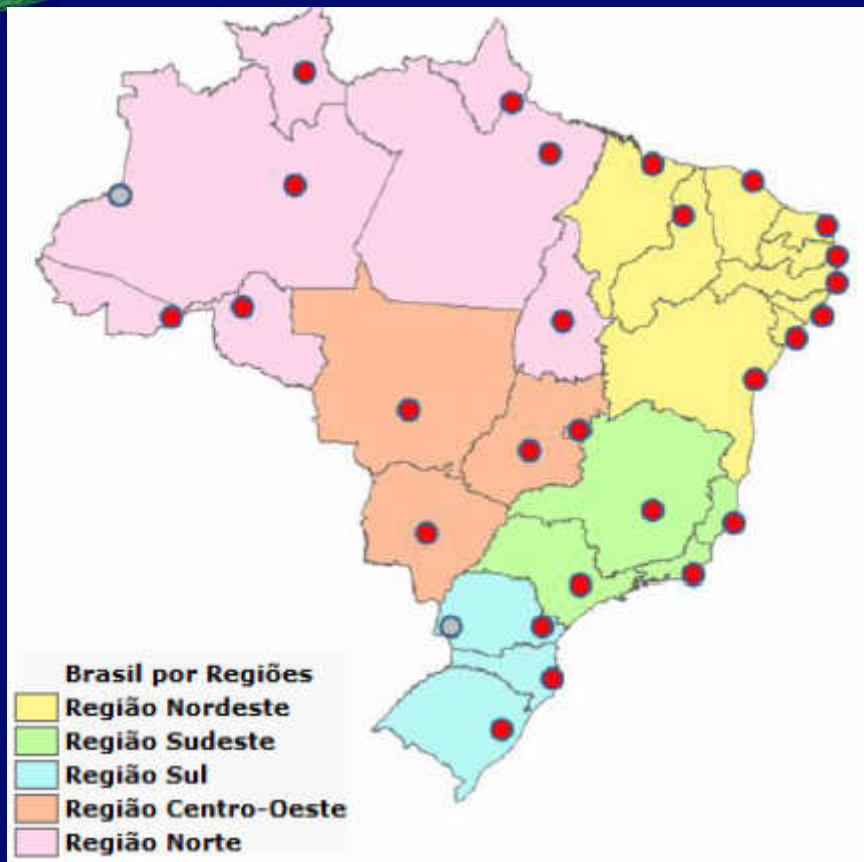 Brasil por Regiões
Região Nordeste
Região Sudeste
Região Sul
Região Centro-Oeste
Região Norte